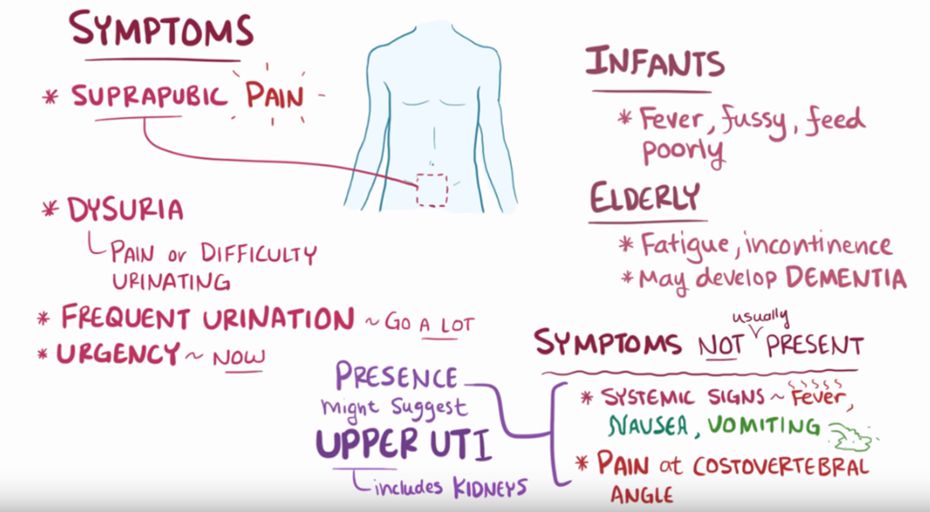 SYMPTOMS
* SUPRAPUBIC PAIN
* DYSURIA
PAIN or DIFFICULTY
URINATING
* FREQUENT URINATION ~ GO A LOT
* URGENCY ~ NOW
INFANTS
* Fever, fussy, feed
poorly
ELDERLY
* Fatigue, incontinence
* May develop DEMENTIA
usually
SYMPTOMS NOT PRESENT
* SYSTEMIC SIGNS ~ Fever,
NAUSEA, VOMITING
* PAIN at COSTOVERTEBRAL
ANGLE
PRESENCE
might suggest
UPPER UTI
includes KIDNEYS